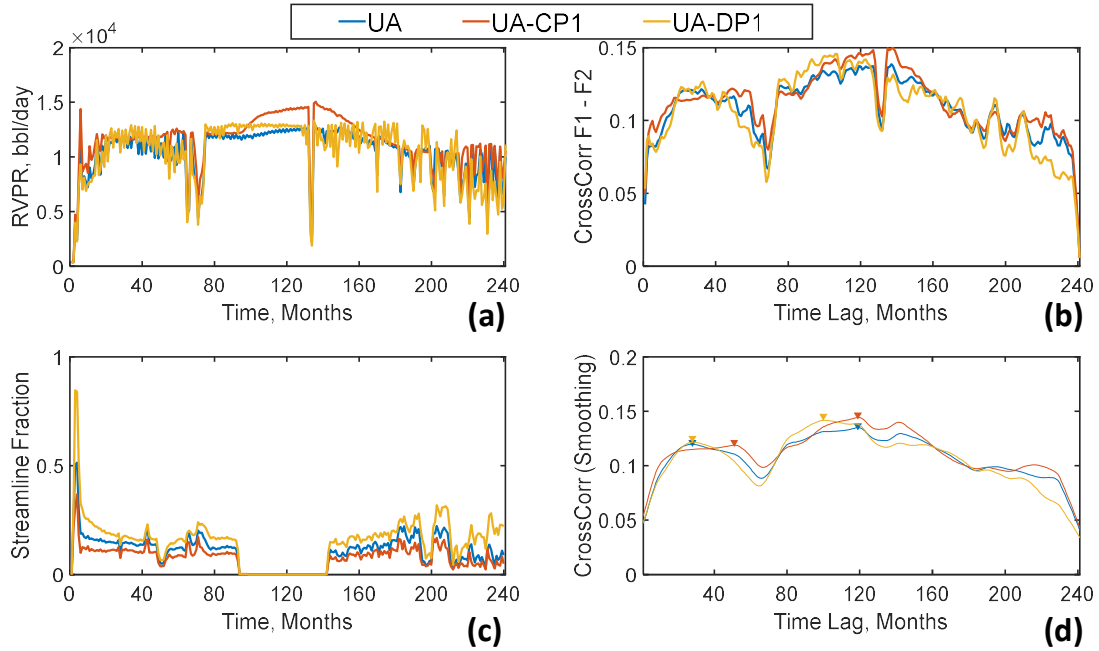 UA UA-CP1 UA-DP1
×10⁴
2
1.5
1
0.5
0
RVPR, bbl/day
0 40 80 120 160 200 240
Time, Months
(a)
0.15
0.1
0.05
0
CrossCorr F1 - F2
40 80 120 160 200 240
Time Lag, Months
(b)
1
0.5
0
Streamline Fraction
0 40 80 120 160 200 240
Time, Months
(c)
0.2
0.15
0.1
0.05
0
CrossCorr (Smoothing)
40 80 120 160 200 240
Time Lag, Months
(d)